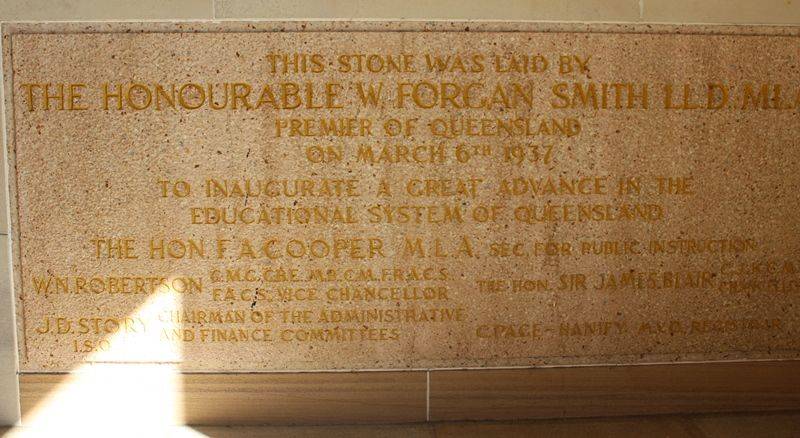 THIS STONE WAS LAID BY
THE HONOURABLE W. FORGAN SMITH LL.D. M.L.A
PREMIER OF QUEENSLAND
ON MARCH 6TH 1937
TO INAUGURATE A GREAT ADVANCE IN THE
EDUCATIONAL SYSTEM OF QUEENSLAND
THE HON F.A. COOPER M.L.A. SEC. FOR PUBLIC INSTRUCTION
W.N. ROBERTSON C.M.G. C.B.E. M.B. C.M. F.R.A.C.S. F.A.C.S. VICE CHANCELLOR THE HON. SIR JAMES BLAIR
J.D. STORY I.S.O. CHAIRMAN OF THE ADMINISTRATIVE AND FINANCE COMMITTEES C. PAGE-HANIFY REGISTRAR